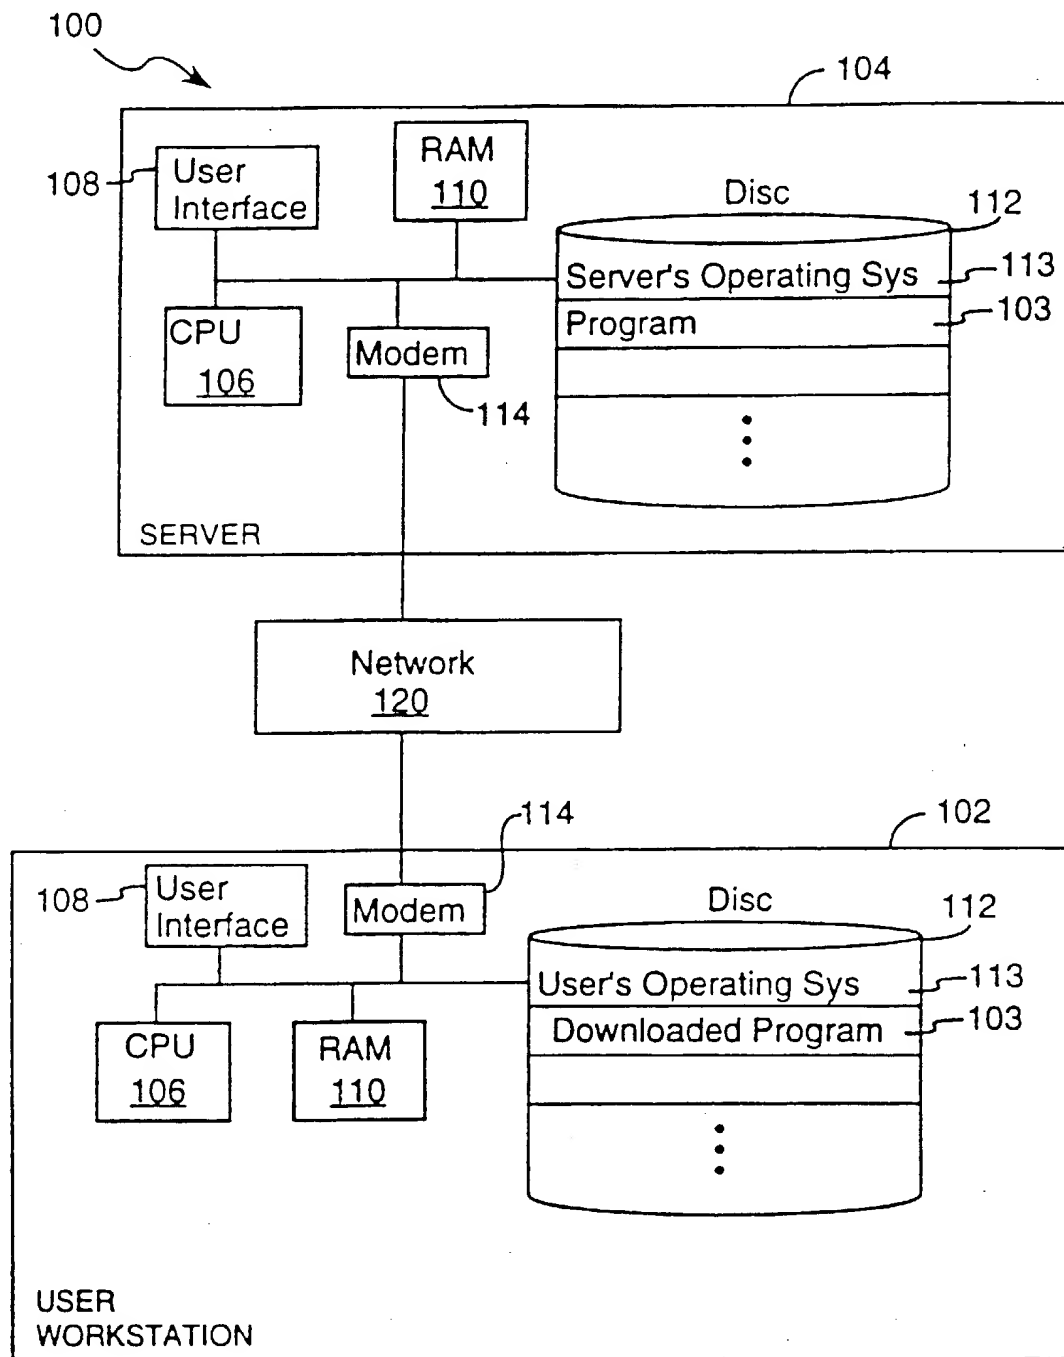 100
104
108
User
Interface
RAM
110
Disc
112
Server's Operating Sys
113
Program
103
CPU
106
Modem
114
SERVER
Network
120
114
102
108
User
Interface
Modem
Disc
112
User's Operating Sys
113
Downloaded Program
103
CPU
106
RAM
110
USER
WORKSTATION